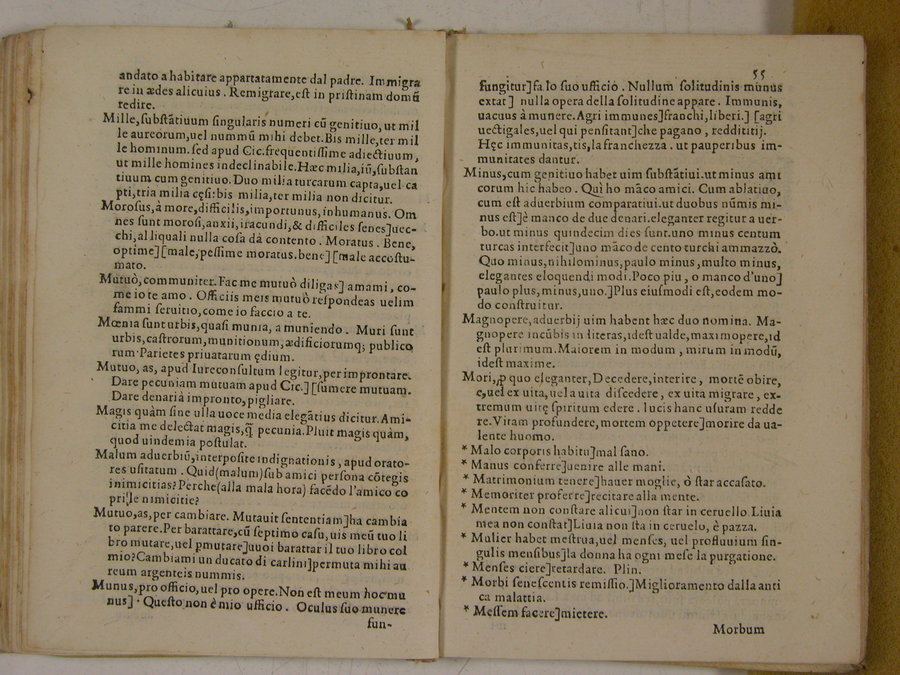 andato a habitare appartatamente dal padre. Immigra
re in ædes alicuius. Remigrare, est in pristinam domũ
redire.
Mille, substãtiuum singularis numeri cũ genitiuo, ut mil
le aureorum, uel nummũ mihi debet. Bis mille, ter mil
le hominum. sed apud Cic. frequentissime adiectiuum,
ut mille homines indeclinabile. Hæc milia, iũ, substan
tiuum cum genitiuo. Duo milia turcarum capta, uel ca
pti, tria milia cęsi: bis milia, ter milia non dicitur.
Morosus, à more, difficilis, importunus, inhumanus. Om
nes sunt morosi, anxii, iracundi, & difficiles senes]uec-
chi, al liquali nulla cosa dà contento. Moratus. Bene,
optime][male, pessime moratus. bene][male accostu-
mato.
Mutuò, communiter. Fac me mutuò diligas] amami, co-
me io te amo. Officiis meis mutuò respondeas uelim
fammi seruitio, come io faccio a te.
Mœnia sunt urbis, quasi munia, a muniendo. Muri sunt
urbis, castrorum, munitionum, ædificiorumq; publico
rum. Parietes priuatarum ędium.
Mutuo, as, apud Iureconsultum legitur, per improntare.
Dare pecuniam mutuam apud Cic.][sumere mutuam.
Dare denari à impronto, pigliare.
Magis quàm sine ulla uoce media elegãtius dicitur. Ami-
citia me delectat magis, q̃ pecunia. Pluit magis quàm,
quod uindemia postulat.
Malum aduerbiũ, interpositę indignationis, apud orato-
res usitatum. Quid(malum)sub amici persona cõtegis
inimicitias? Perche(alla mala hora) facẽdo l'amico co
pri le nimicitie?
Mutuo, as, per cambiare. Mutauit sententiam]ha cambia
to parere. Per barattare, cũ septimo casu, uis meũ tuo li
bro mutare, uel pmutare]uuoi barattar il tuo libro col
mio? Cambiami un ducato di carlini]permuta mihi au
reum argenteis nummis.
Munus, pro officio, uel pro opere. Non est meum hoc mu
nus]. Questo non è mio ufficio. Oculus suo munere
fun-
55
fungitur]fa lo suo ufficio. Nullum solitudinis munus
extat] nulla opera della solitudine appare. Immunis,
uacuus à munere. Agri immunes]franchi, liberi.] [agri
uectigales, uel qui pensitant]che pagano, reddititij.
Hęc immunitas, tis, la franchezza. ut pauperibus im-
munitates dantur.
Minus, cum genitiuo habet uim substãtiui. ut minus ami
corum hic habeo. Qui ho mãco amici. Cum ablatiuo,
cum est aduerbium comparatiui. ut duobus nũmis mi-
nus est]è manco de due denari. eleganter regitur a uer-
bo. ut minus quindecim dies sunt. uno minus centum
turcas interfecit]uno mãco de cento turchi ammazzò.
Quo minus, nihilominus, paulo minus, multo minus,
elegantes eloquendi modi. Poco piu, o manco d'uno]
paulo plus, minus, uno.]Plus eiusmodi est, eodem mo-
do construitur.
Magnopere, aduerbij uim habent hæc duo nomina. Ma-
gnopere incũbis in literas, idest ualde, maximopere, id
est plurimum. Maiorem in modum, mirum in modũ,
idest maxime.
Mori, ꝓ quo eleganter, Decedere, interire, mortẽ obire,
e, uel ex uita, uel a uita discedere, ex uita migrare, ex-
tremum uitę spiritum edere. lucis hanc usuram redde
re. Vitam profundere, mortem oppetere]morire da ua-
lente huomo.
* Malo corporis habitu]mal sano.
* Manus conferre]uenire alle mani.
* Matrimonium tenere]hauer moglie, ò star accasato.
* Memoriter proferre]recitare alla mente.
* Mentem non constare alicui]non star in ceruello Liuia
mea non constat]Liuia non sta in ceruelo, è pazza.
* Mulier habet mestrua, uel menses, uel profluuium sin-
gulis mensibus]la donna ha ogni mese la purgatione.
* Menses ciere]retardare. Plin.
* Morbi senescentis remissio.]Miglioramento dalla anti
ca malattia.
* Messem facere]mietere.
Morbum